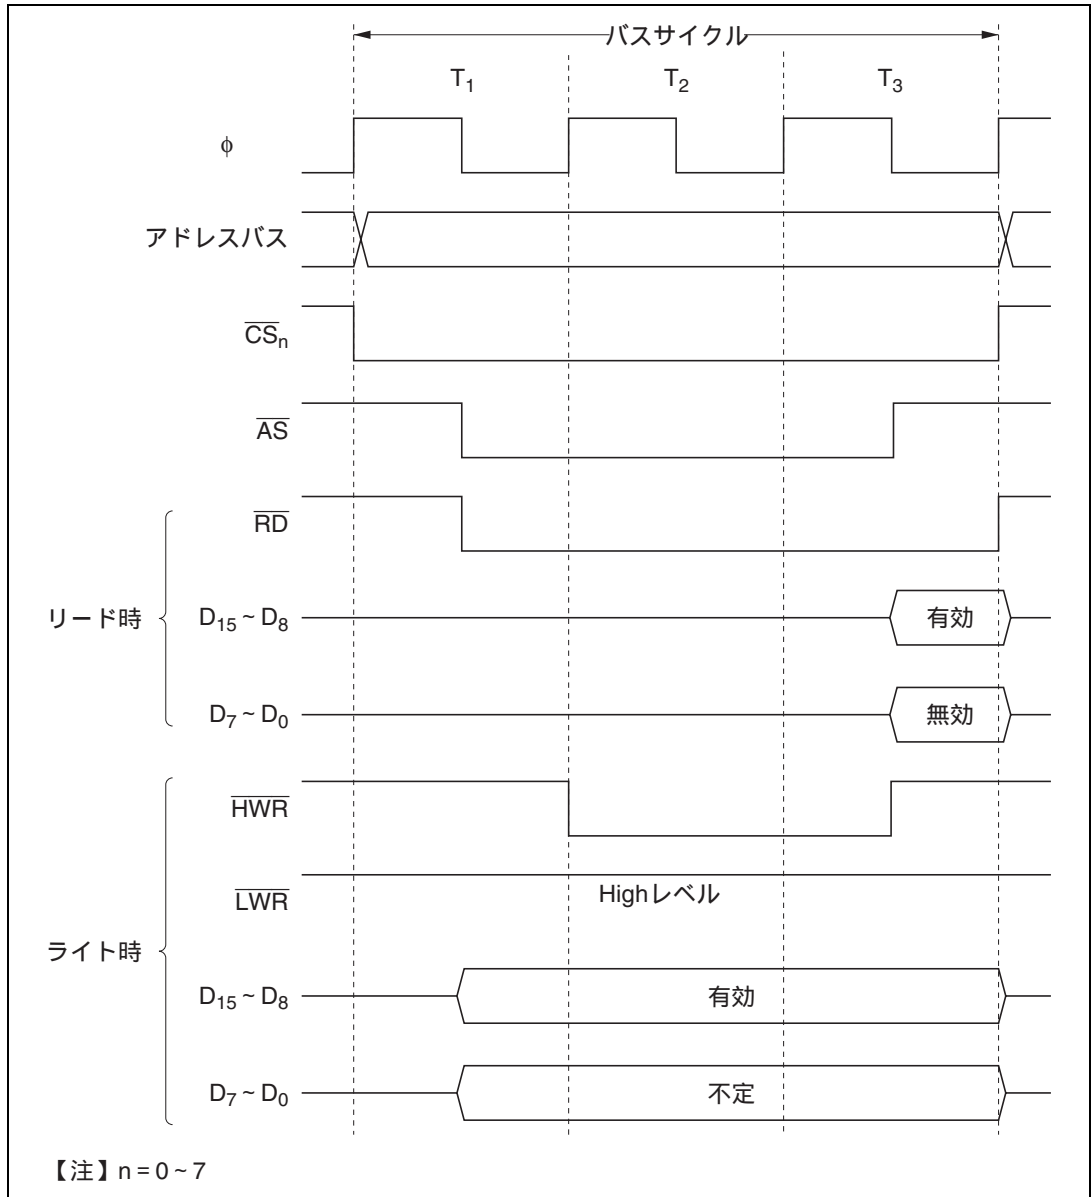 バスサイクル
T1 T2 T3
φ
アドレスバス
CSn
AS
リード時
RD
D15 ~ D8 有効
D7 ~ D0 無効
ライト時
HWR
LWR Highレベル
D15 ~ D8 有効
D7 ~ D0 不定
【注】n = 0 ~ 7